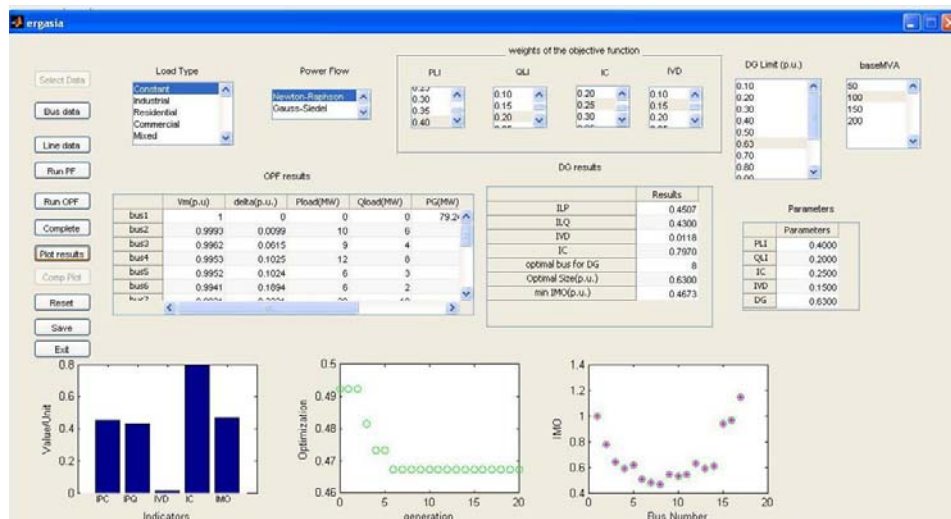 ergasia
Select Data
Bus data
Line data
Run PF
Run OPF
Complete
Plot results
Comp Plot
Reset
Save
Exit
Load Type
Constant
Industrial
Residential
Commercial
Mixed
Power Flow
Newton-Raphson
Gauss-Siedel
weights of the objective function
PLI
0.30
0.35
0.40
QLI
0.10
0.15
0.20
IC
0.20
0.25
0.30
IVD
0.10
0.15
0.20
DG Limit (p.u.)
0.10
0.20
0.30
0.40
0.50
0.63
0.70
0.80
baseMVA
50
100
150
200
OPF results
Vm(p.u) delta(p.u.) Pload(MW) Qload(MW) PG(MW)
bus1 1 0 0 0 79.2
bus2 0.9993 0.0099 10 6
bus3 0.9962 0.0615 9 4
bus4 0.9953 0.1025 12 8
bus5 0.9952 0.1024 6 3
bus6 0.9941 0.1894 6 2
DG results
Results
ILP 0.4507
ILQ 0.4300
IVD 0.0118
IC 0.7970
optimal bus for DG 8
Optimal Size(p.u.) 0.6300
min IMO(p.u.) 0.4673
Parameters
Parameters
PLI 0.4000
QLI 0.2000
IC 0.2500
IVD 0.1500
DG 0.6300
Value/Unit
0.8
0.6
0.4
0.2
0
IPC IPQ IVD IC IMO
Indicators
Optimization
0.5
0.49
0.48
0.47
0.46
0 5 10 15 20
generation
IMO
1.4
1.2
1
0.8
0.6
0.4
0 5 10 15 20
Bus Number